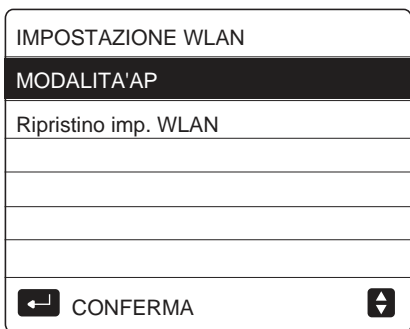 IMPOSTAZIONE WLAN
MODALITA'AP
Ripristino imp. WLAN
CONFERMA